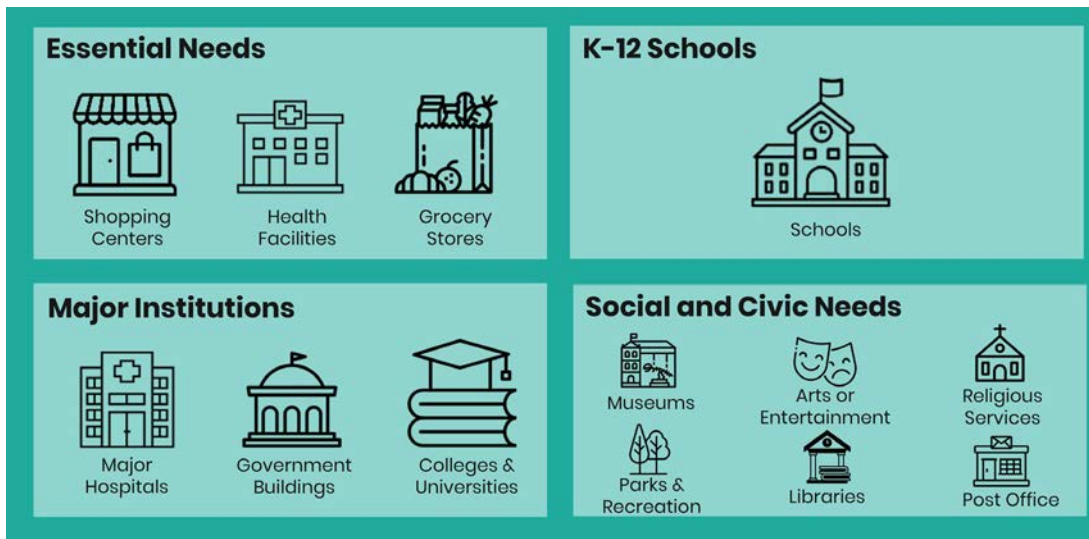 Essential Needs
Shopping
Centers
Health
Facilities
Grocery
Stores
K-12 Schools
Schools
Major Institutions
Major
Hospitals
Government
Buildings
Colleges &
Universities
Social and Civic Needs
Museums
Arts or
Entertainment
Religious
Services
Parks &
Recreation
Libraries
Post Office